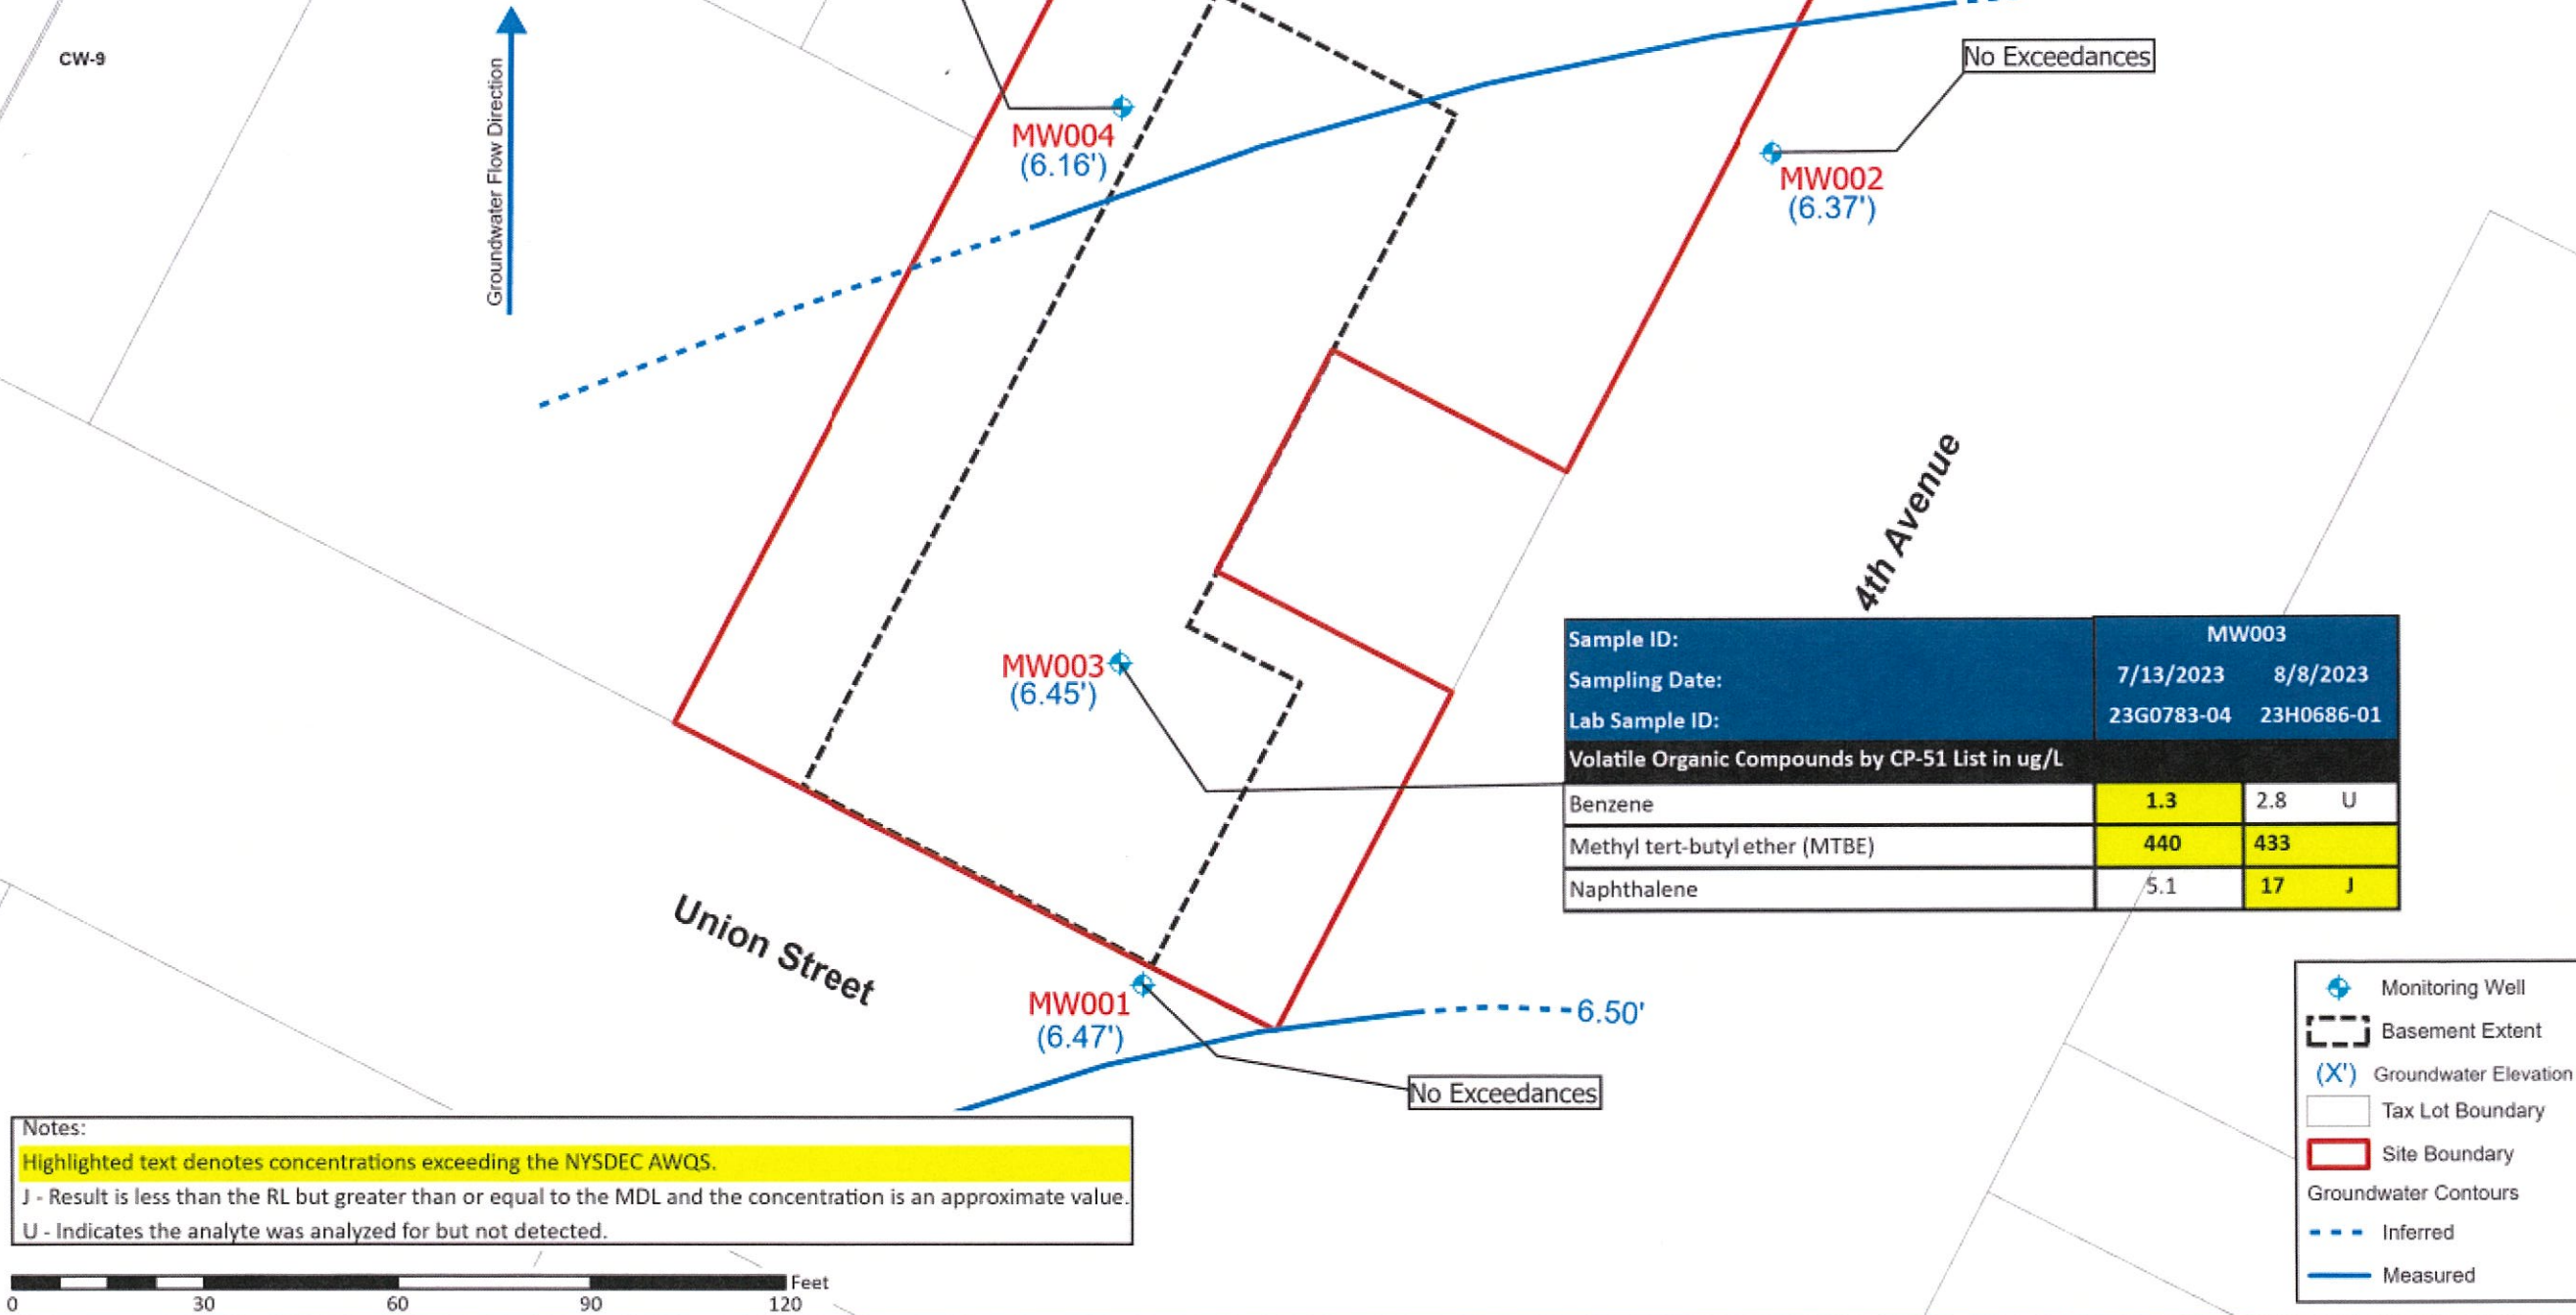 CW-9
Groundwater Flow Direction
No Exceedances
MW004
(6.16')
MW002
(6.37')
4th Avenue
MW003
(6.45')
Sample ID: MW003
Sampling Date: 7/13/2023 8/8/2023
Lab Sample ID: 23G0783-04 23H0686-01
Volatile Organic Compounds by CP-51 List in ug/L
Benzene 1.3 2.8 U
Methyl tert-butyl ether (MTBE) 440 433
Naphthalene 5.1 17 J
Union Street
MW001
(6.47')
6.50'
No Exceedances
Monitoring Well
Basement Extent
(X') Groundwater Elevation
Tax Lot Boundary
Site Boundary
Groundwater Contours
Inferred
Measured
Notes:
Highlighted text denotes concentrations exceeding the NYSDEC AWQS.
J - Result is less than the RL but greater than or equal to the MDL and the concentration is an approximate value.
U - Indicates the analyte was analyzed for but not detected.
Feet
0 30 60 90 120